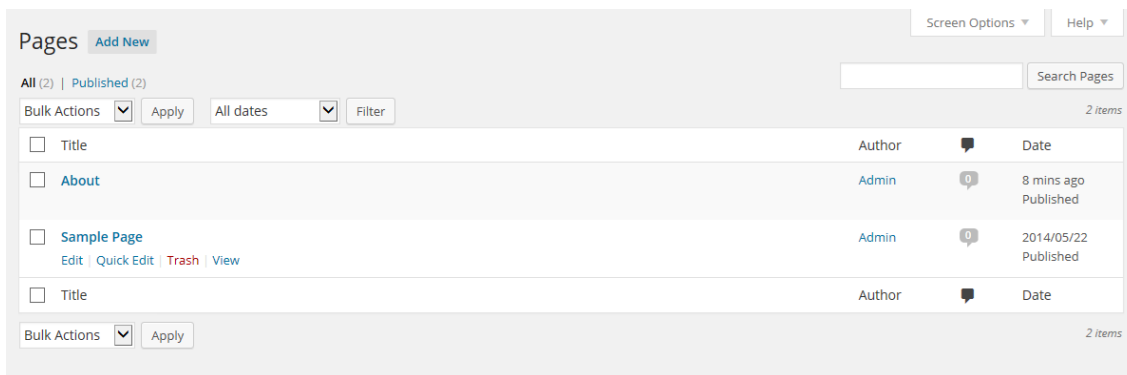 Screen Options Help
Pages Add New
All (2) | Published (2)
Search Pages
Bulk Actions Apply All dates Filter 2 items
Title Author Date
About Admin 0 8 mins ago
Published
Sample Page Admin 0 2014/05/22
Edit | Quick Edit | Trash | View Published
Title Author Date
Bulk Actions Apply 2 items